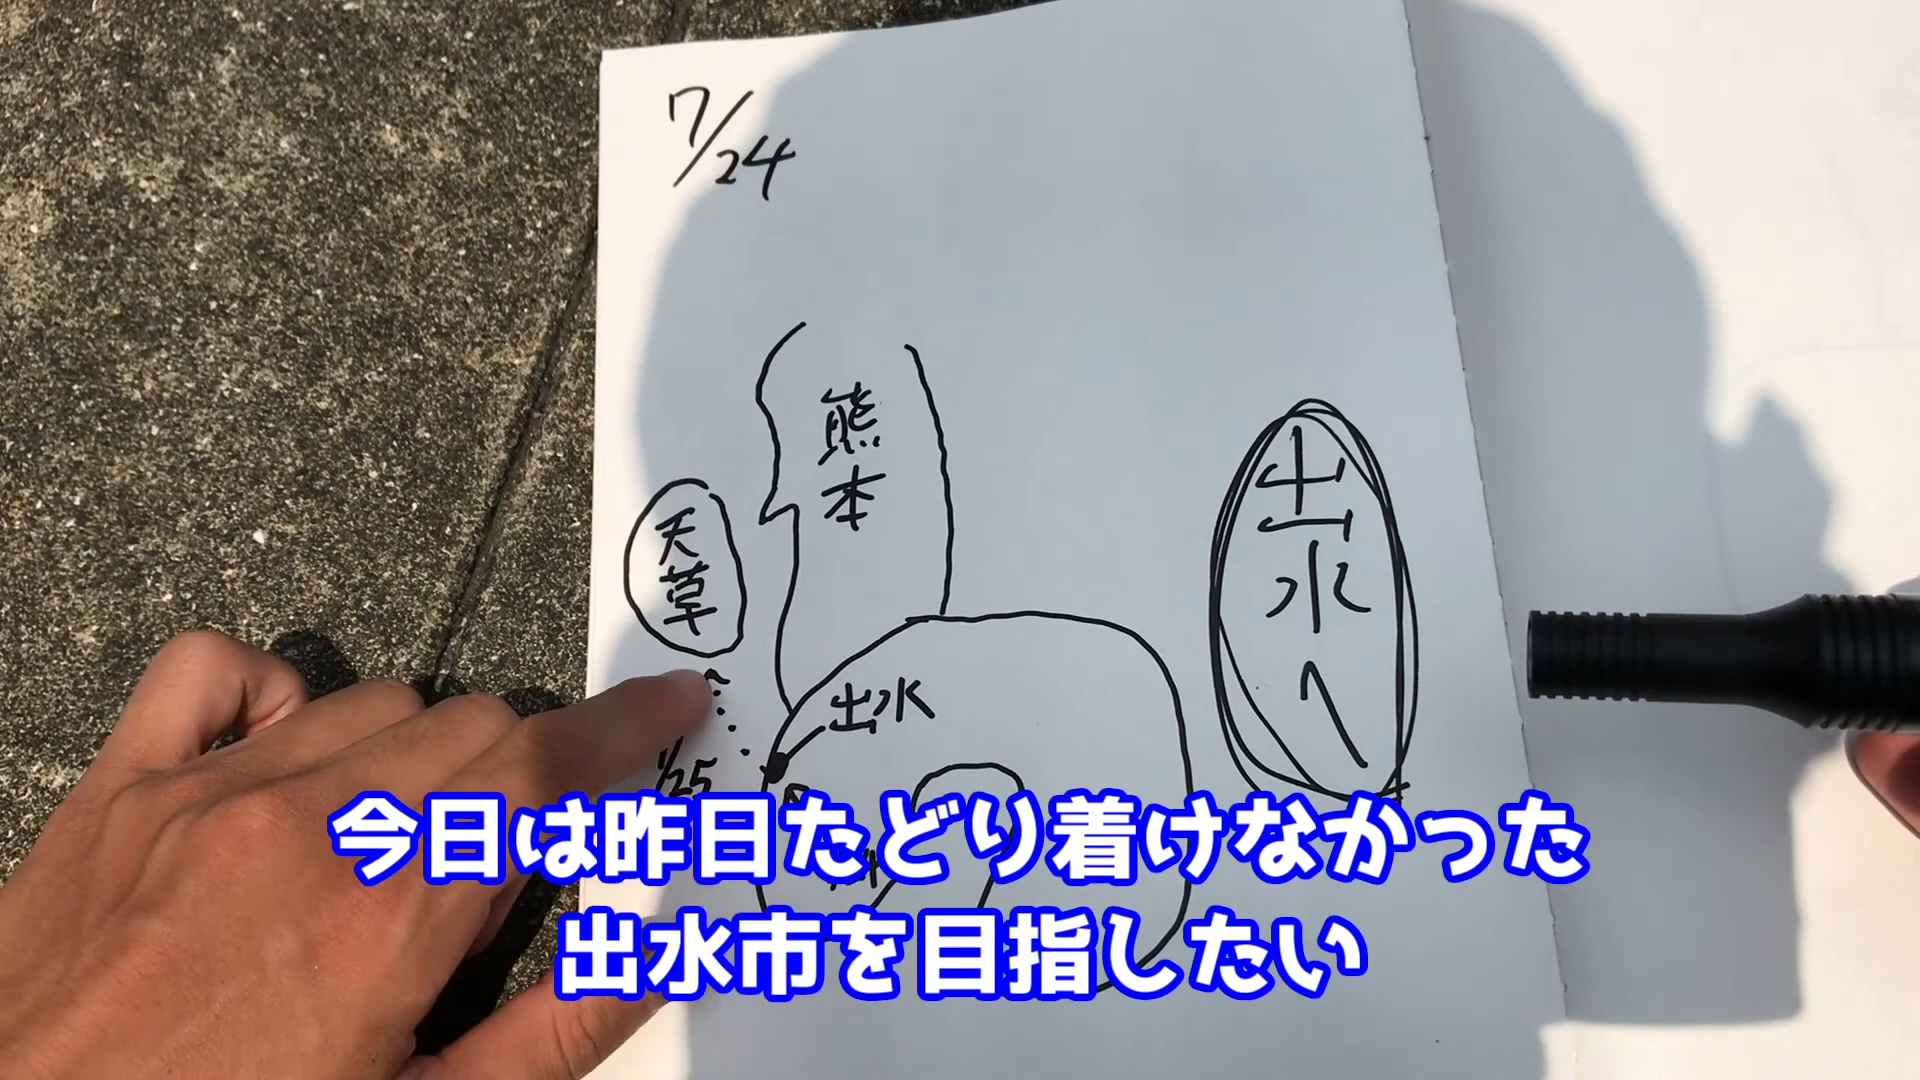 7/24
熊本
天草
出水へ
出水
/25
今日は昨日たどり着けなかった
出水市を目指したい